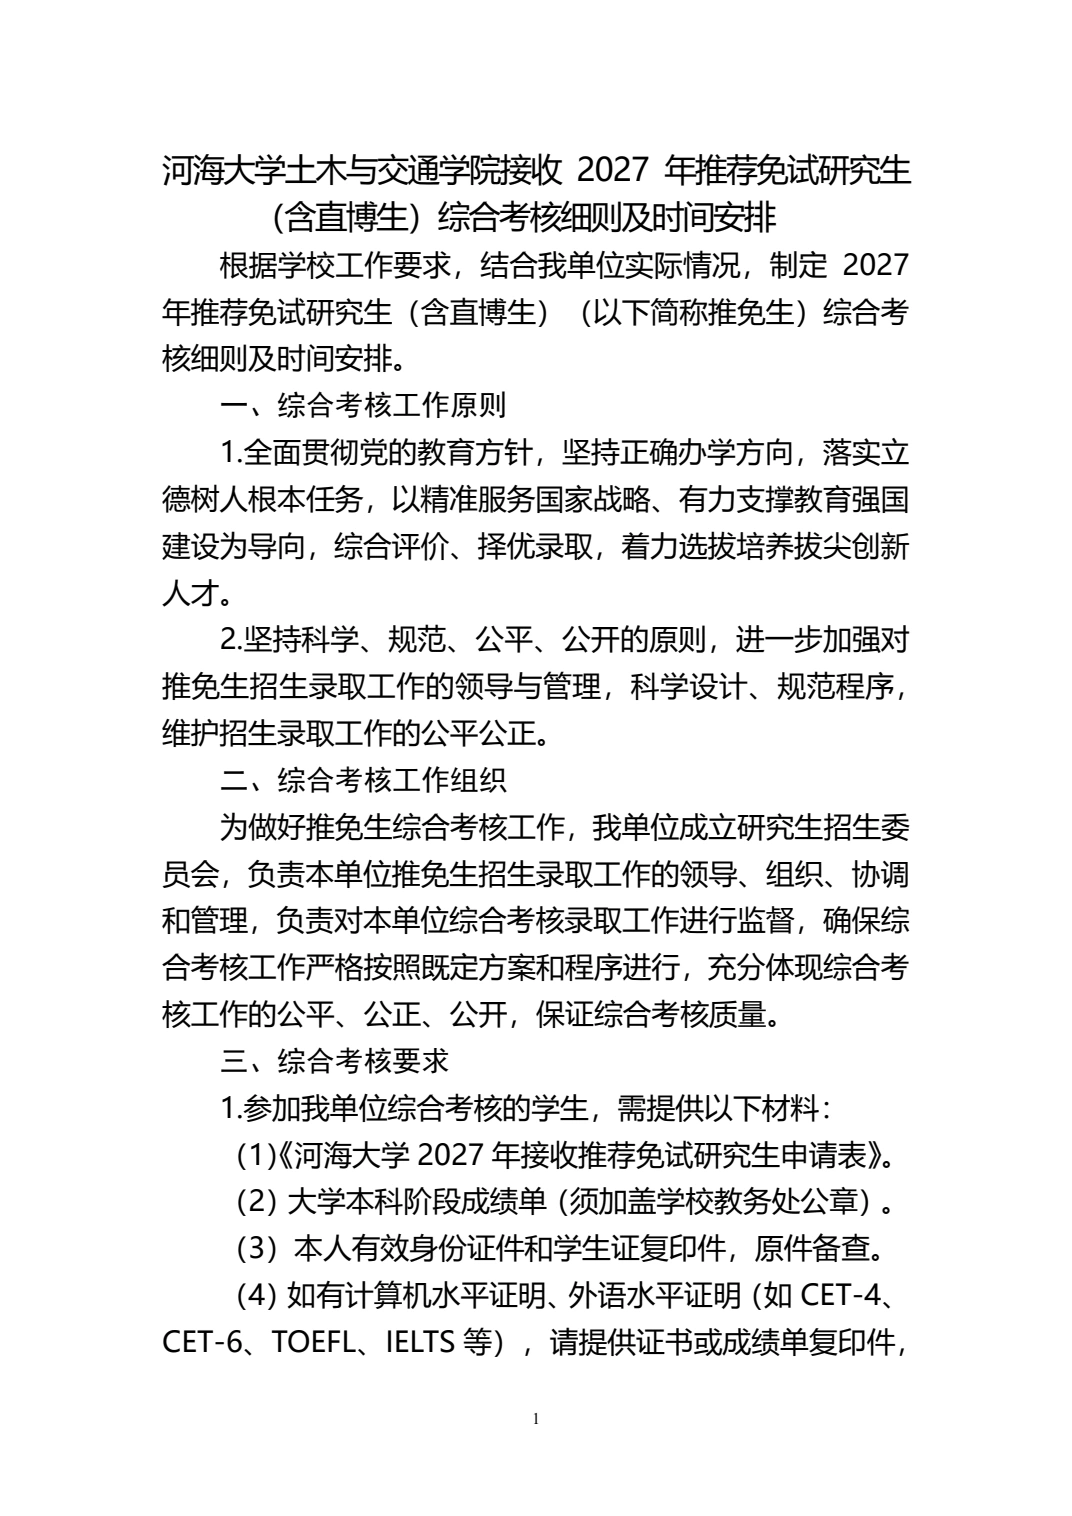 河海大学土木与交通学院接收 2027 年推荐免试研究生
（含直博生）综合考核细则及时间安排
根据学校工作要求，结合我单位实际情况，制定 2027
年推荐免试研究生（含直博生）（以下简称推免生）综合考
核细则及时间安排。
一、综合考核工作原则
1.全面贯彻党的教育方针，坚持正确办学方向，落实立
德树人根本任务，以精准服务国家战略、有力支撑教育强国
建设为导向，综合评价、择优录取，着力选拔培养拔尖创新
人才。
2.坚持科学、规范、公平、公开的原则，进一步加强对
推免生招生录取工作的领导与管理，科学设计、规范程序，
维护招生录取工作的公平公正。
二、综合考核工作组织
为做好推免生综合考核工作，我单位成立研究生招生委
员会，负责本单位推免生招生录取工作的领导、组织、协调
和管理，负责对本单位综合考核录取工作进行监督，确保综
合考核工作严格按照既定方案和程序进行，充分体现综合考
核工作的公平、公正、公开，保证综合考核质量。
三、综合考核要求
1.参加我单位综合考核的学生，需提供以下材料：
（1）《河海大学 2027 年接收推荐免试研究生申请表》。
（2）大学本科阶段成绩单（须加盖学校教务处公章）。
（3）本人有效身份证件和学生证复印件，原件备查。
（4）如有计算机水平证明、外语水平证明（如 CET-4、
CET-6、TOEFL、IELTS 等），请提供证书或成绩单复印件，
1